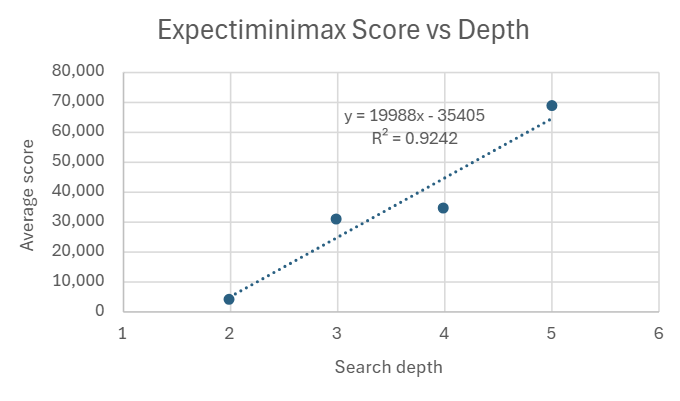 Expectiminimax Score vs Depth
80,000
70,000
60,000
50,000
40,000
30,000
20,000
10,000
0
Average score
y = 19988x - 35405
R² = 0.9242
1 2 3 4 5 6
Search depth